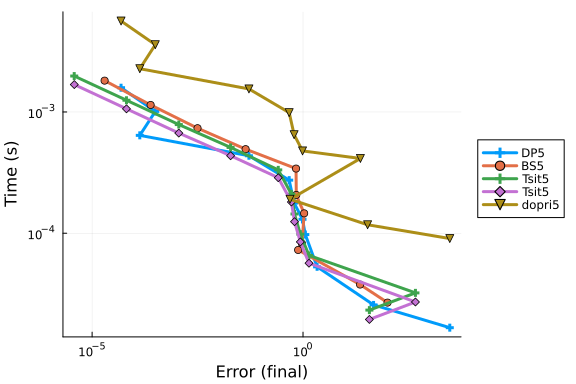 Time (s)
10⁻³
10⁻⁴
10⁻⁵
10⁰
Error (final)
DP5
BS5
Tsit5
Tsit5
dopri5